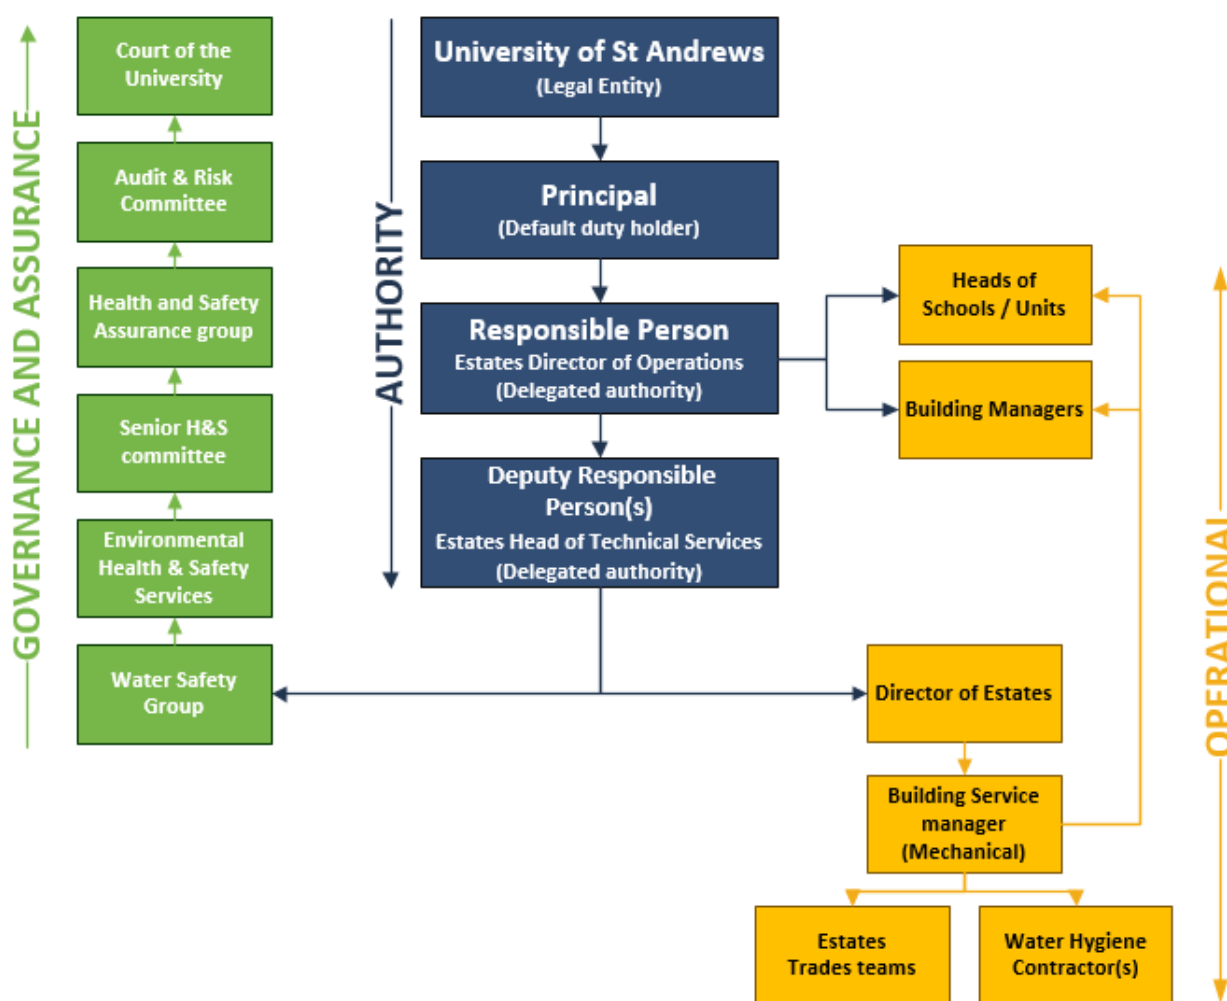 GOVERNANCE AND ASSURANCE
Court of the
University
Audit & Risk
Committee
Health and Safety
Assurance group
Senior H&S
committee
Environmental
Health & Safety
Services
Water Safety
Group
AUTHORITY
University of St Andrews
(Legal Entity)
Principal
(Default duty holder)
Responsible Person
Estates Director of Operations
(Delegated authority)
Deputy Responsible
Person(s)
Estates Head of Technical Services
(Delegated authority)
Heads of
Schools / Units
Building Managers
Director of Estates
Building Service
manager
(Mechanical)
Estates
Trades teams
Water Hygiene
Contractor(s)
OPERATIONAL